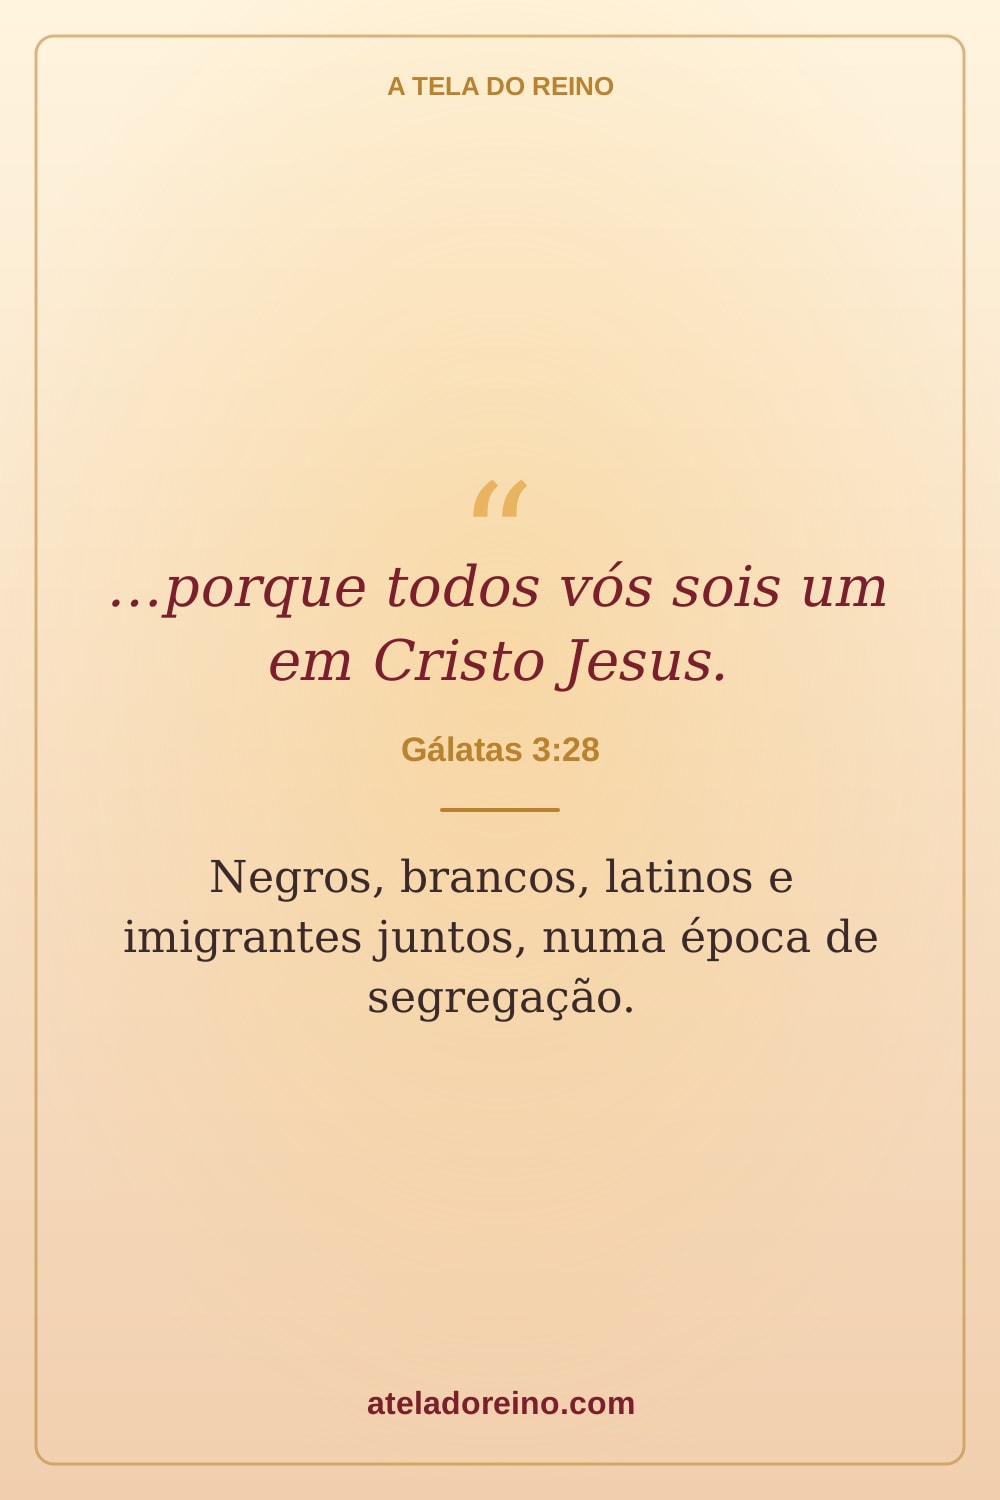 A TELA DO REINO
“
...porque todos vós sois um
em Cristo Jesus.
Gálatas 3:28
Negros, brancos, latinos e
imigrantes juntos, numa época de
segregação.
ateladoreino.com